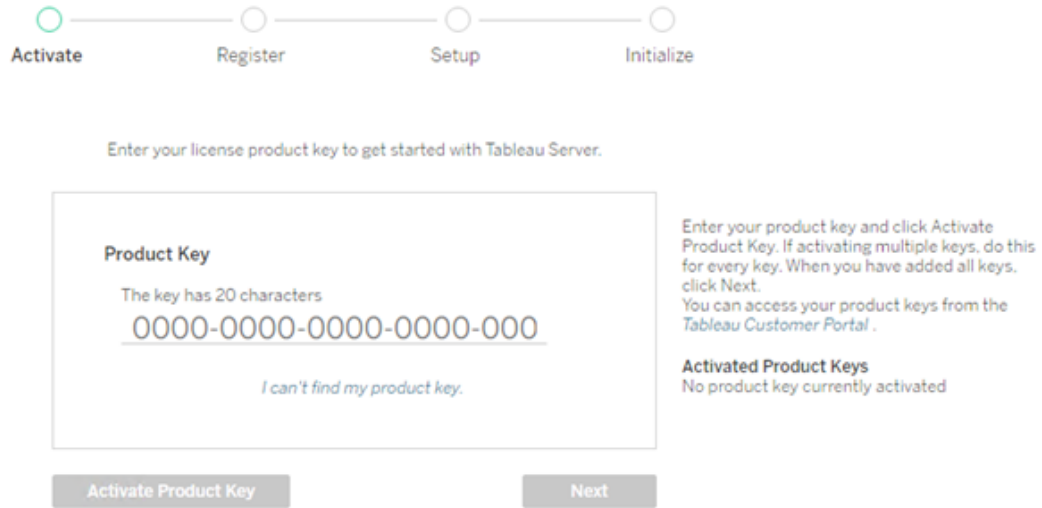 Activate Register Setup Initialize
Enter your license product key to get started with Tableau Server.
Product Key
The key has 20 characters
0000-0000-0000-0000-000
I can't find my product key.
Enter your product key and click Activate
Product Key. If activating multiple keys, do this
for every key. When you have added all keys,
click Next.
You can access your product keys from the
Tableau Customer Portal .
Activated Product Keys
No product key currently activated
Activate Product Key
Next